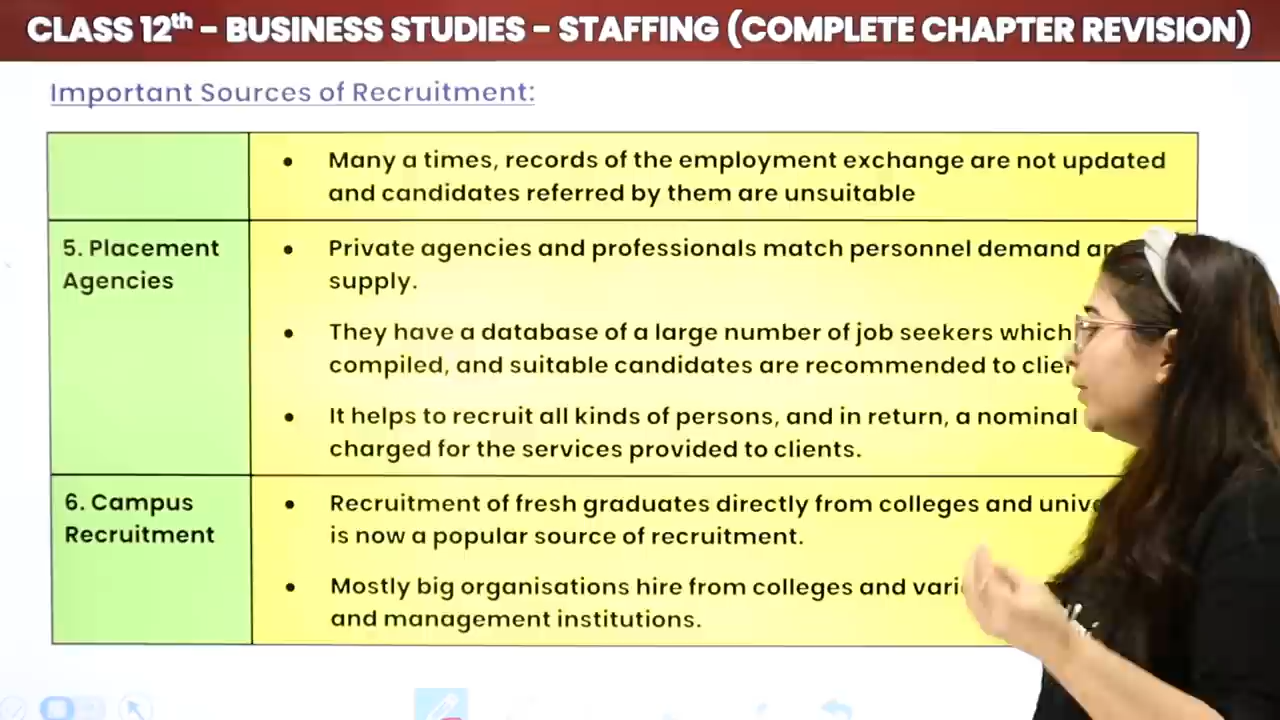 CLASS 12th - BUSINESS STUDIES - STAFFING (COMPLETE CHAPTER REVISION)
Important Sources of Recruitment:
• Many a times, records of the employment exchange are not updated
and candidates referred by them are unsuitable
5. Placement
Agencies
• Private agencies and professionals match personnel demand
supply.
• They have a database of a large number of job seekers which
compiled, and suitable candidates are recommended to
• It helps to recruit all kinds of persons, and in return, a nominal
charged for the services provided to clients.
6. Campus
Recruitment
• Recruitment of fresh graduates directly from colleges and
is now a popular source of recruitment.
• Mostly big organisations hire from colleges and
and management institutions.